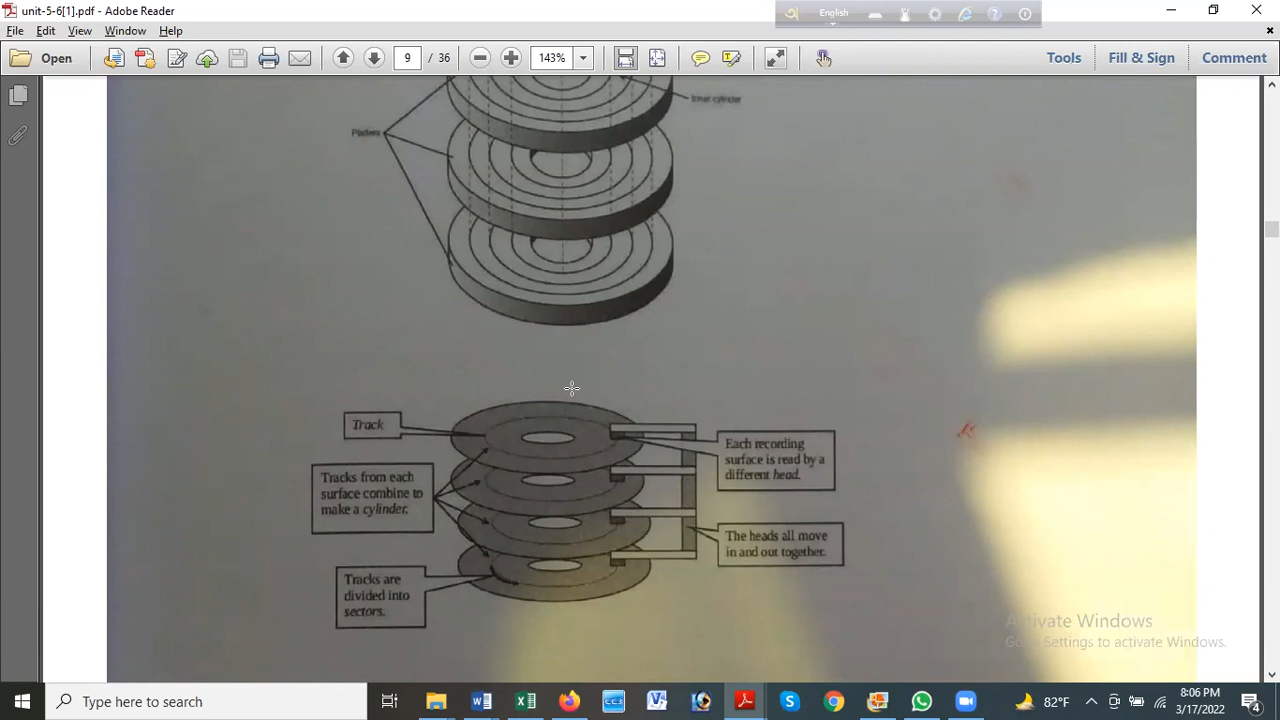 unit-5-6[1].pdf - Adobe Reader
English
File Edit View Window Help
Open
9 / 36
143%
Tools
Fill & Sign
Comment
Inner cylinder
Platters
Track
Each recording
surface is read by a
different head.
Tracks from each
surface combine to
make a cylinder.
The heads all move
in and out together.
Tracks are
divided into
sectors.
Activate Windows
Go to Settings to activate Windows.
Type here to search
82°F
8:06 PM
3/17/2022
4